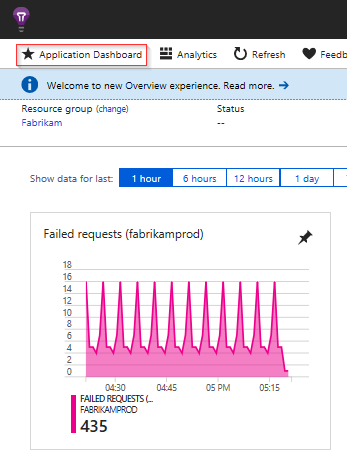 Application Dashboard Analytics Refresh Feedb
Welcome to new Overview experience. Read more. →
Resource group (change) Status
Fabrikam --
Show data for last: 1 hour 6 hours 12 hours 1 day
Failed requests (fabrikamprod)
18
16
14
12
10
8
6
4
2
0
04:30 04:45 05 PM 05:15
FAILED REQUESTS (...
FABRIKAMPROD
435